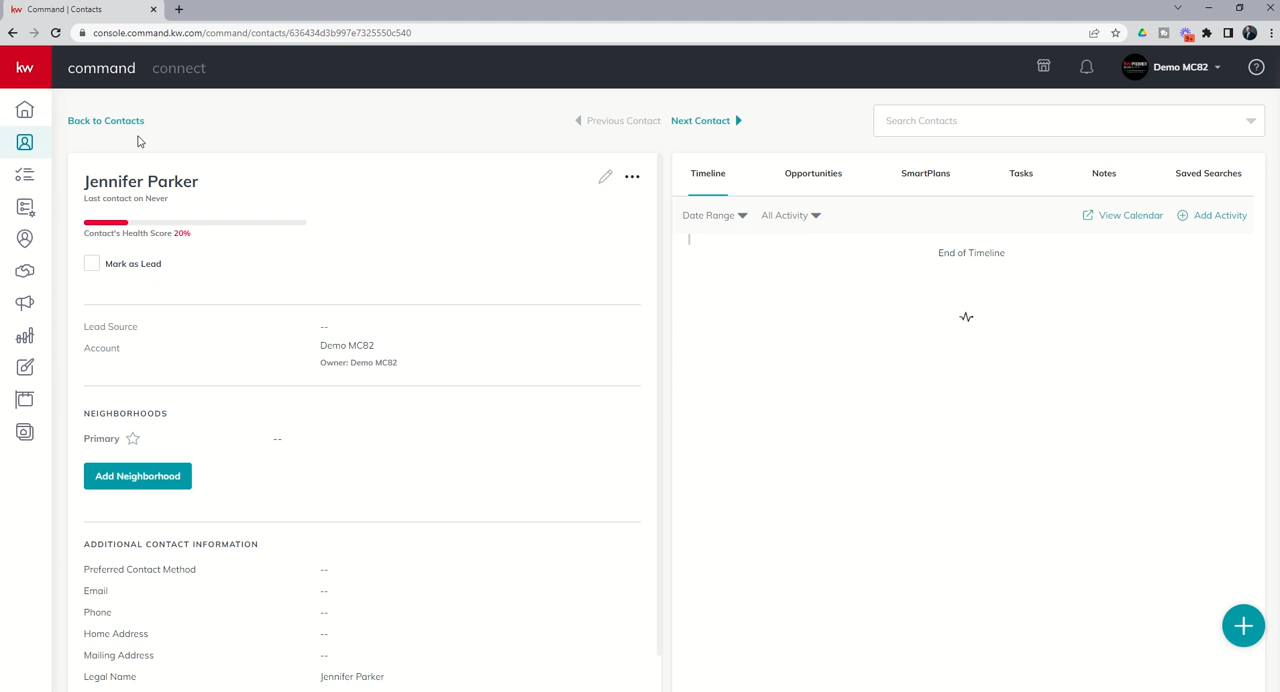 kw Command | Contacts
console.command.kw.com/command/contacts/636434d3b997e7325550c540
9+
kw command connect
Demo MC82
Back to Contacts
Previous Contact Next Contact
Search Contacts
Jennifer Parker
Last contact on Never
Contact's Health Score 20%
Mark as Lead
Lead Source --
Account Demo MC82
Owner: Demo MC82
NEIGHBORHOODS
Primary --
Add Neighborhood
ADDITIONAL CONTACT INFORMATION
Preferred Contact Method --
Email --
Phone --
Home Address --
Mailing Address --
Legal Name Jennifer Parker
Timeline Opportunities SmartPlans Tasks Notes Saved Searches
Date Range All Activity View Calendar Add Activity
End of Timeline